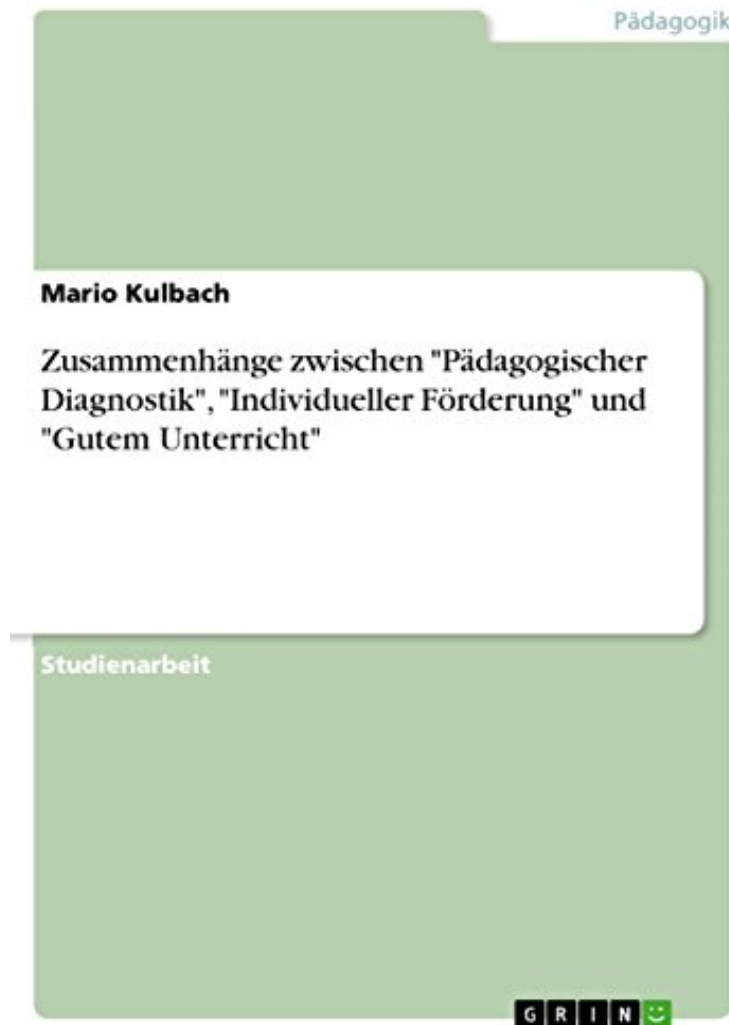 Pädagogik
Mario Kulbach
Zusammenhänge zwischen "Pädagogischer
Diagnostik", "Individueller Förderung" und
"Gutem Unterricht"
Studienarbeit
GRIN